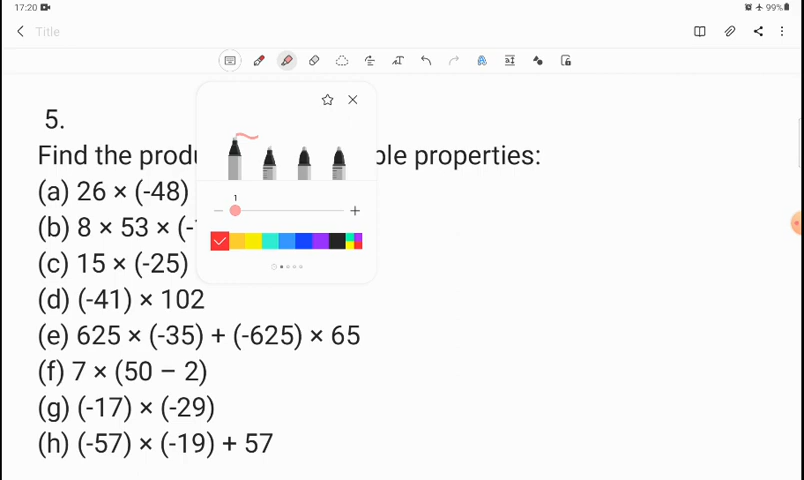 17:20 99%
Title
5.
Find the produ ble properties:
(a) 26 × (-48)
(b) 8 × 53 × (-
1
(c) 15 × (-25)
(d) (-41) × 102
(e) 625 × (-35) + (-625) × 65
(f) 7 × (50 – 2)
(g) (-17) × (-29)
(h) (-57) × (-19) + 57